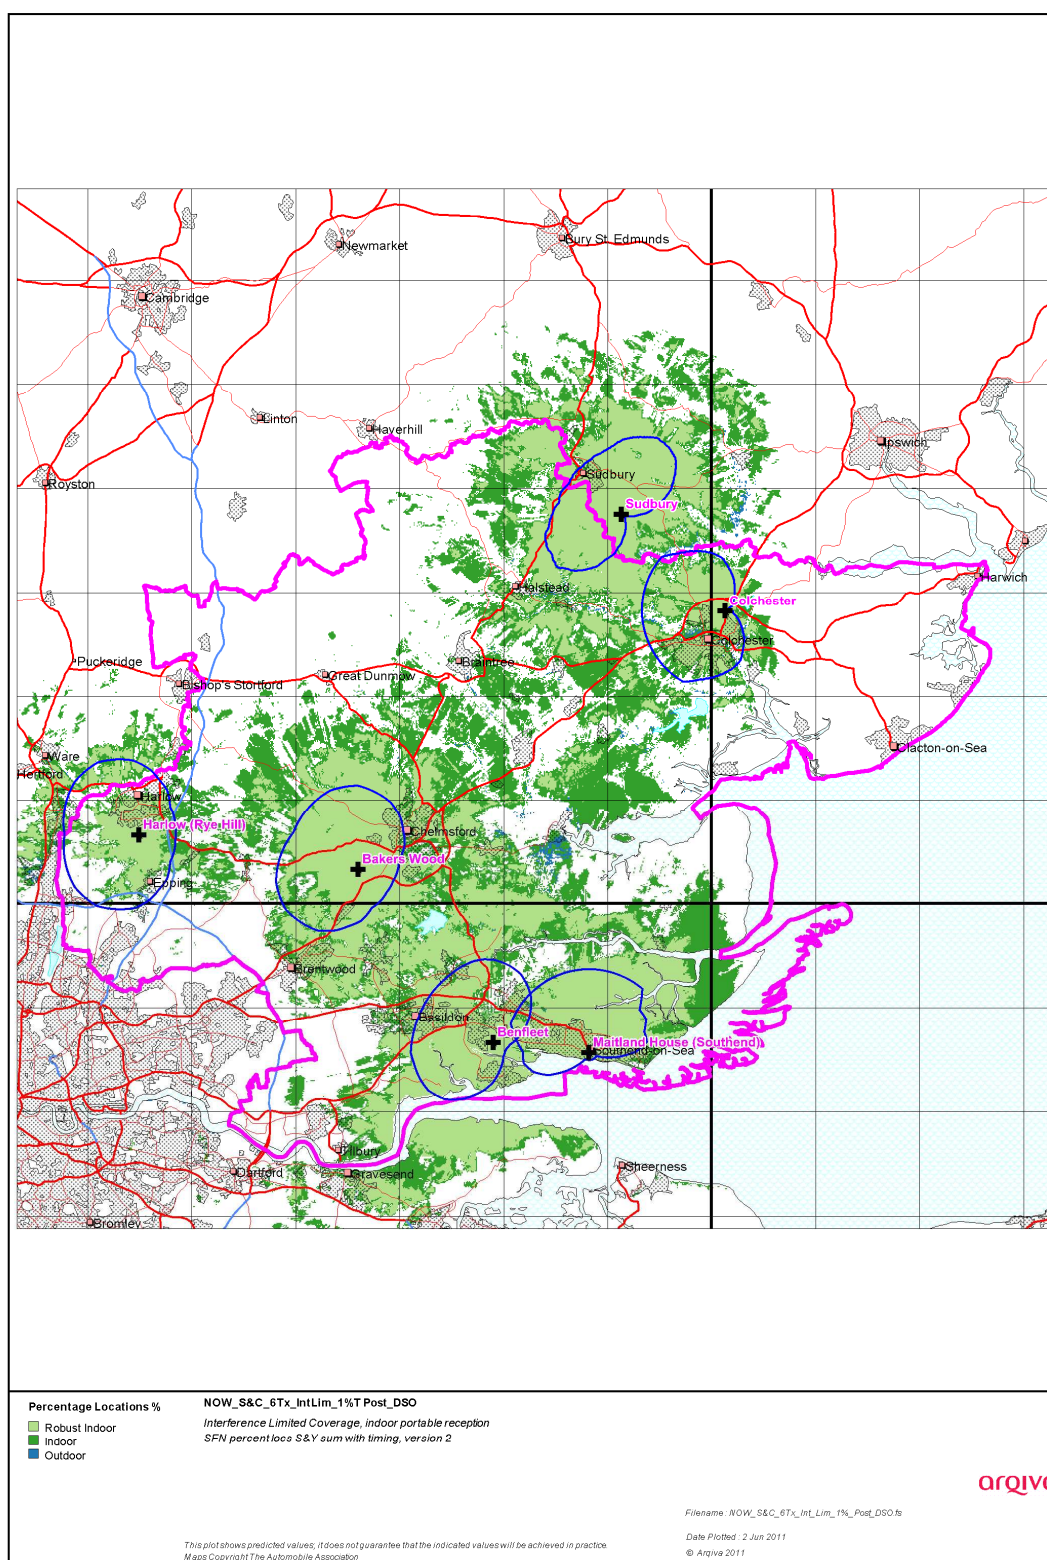 Newmarket
Bury St. Edmunds
Cambridge
Linton
Haverhill
Ipswich
Royston
Sudbury
Sudbury
Harwich
Halstead
Colchester
Colchester
Puckeridge
Braintree
Great Dunmow
Bishop's Stortford
Clacton-on-Sea
Ware
Hertford
Harlow
Harlow (Rye Hill)
Chelmsford
Bakers Wood
Epping
Brentwood
Basildon
Benfleet
Maitland House (Southend)
Southend-on-Sea
Tilbury
Dartford
Gravesend
Sheerness
Bromley
Percentage Locations %
Robust Indoor
Indoor
Outdoor
NOW_S&C_6Tx_IntLim_1%T Post_DSO
Interference Limited Coverage, indoor portable reception
SFN percent locs S&Y sum with timing, version 2
arqiva
Filename : NOW_S&C_6Tx_Int_Lim_1%_Post_DSO.fs
Date Plotted : 2 Jun 2011
© Arqiva 2011
This plot shows predicted values; it does not guarantee that the indicated values will be achieved in practice.
Maps Copyright The Automobile Association